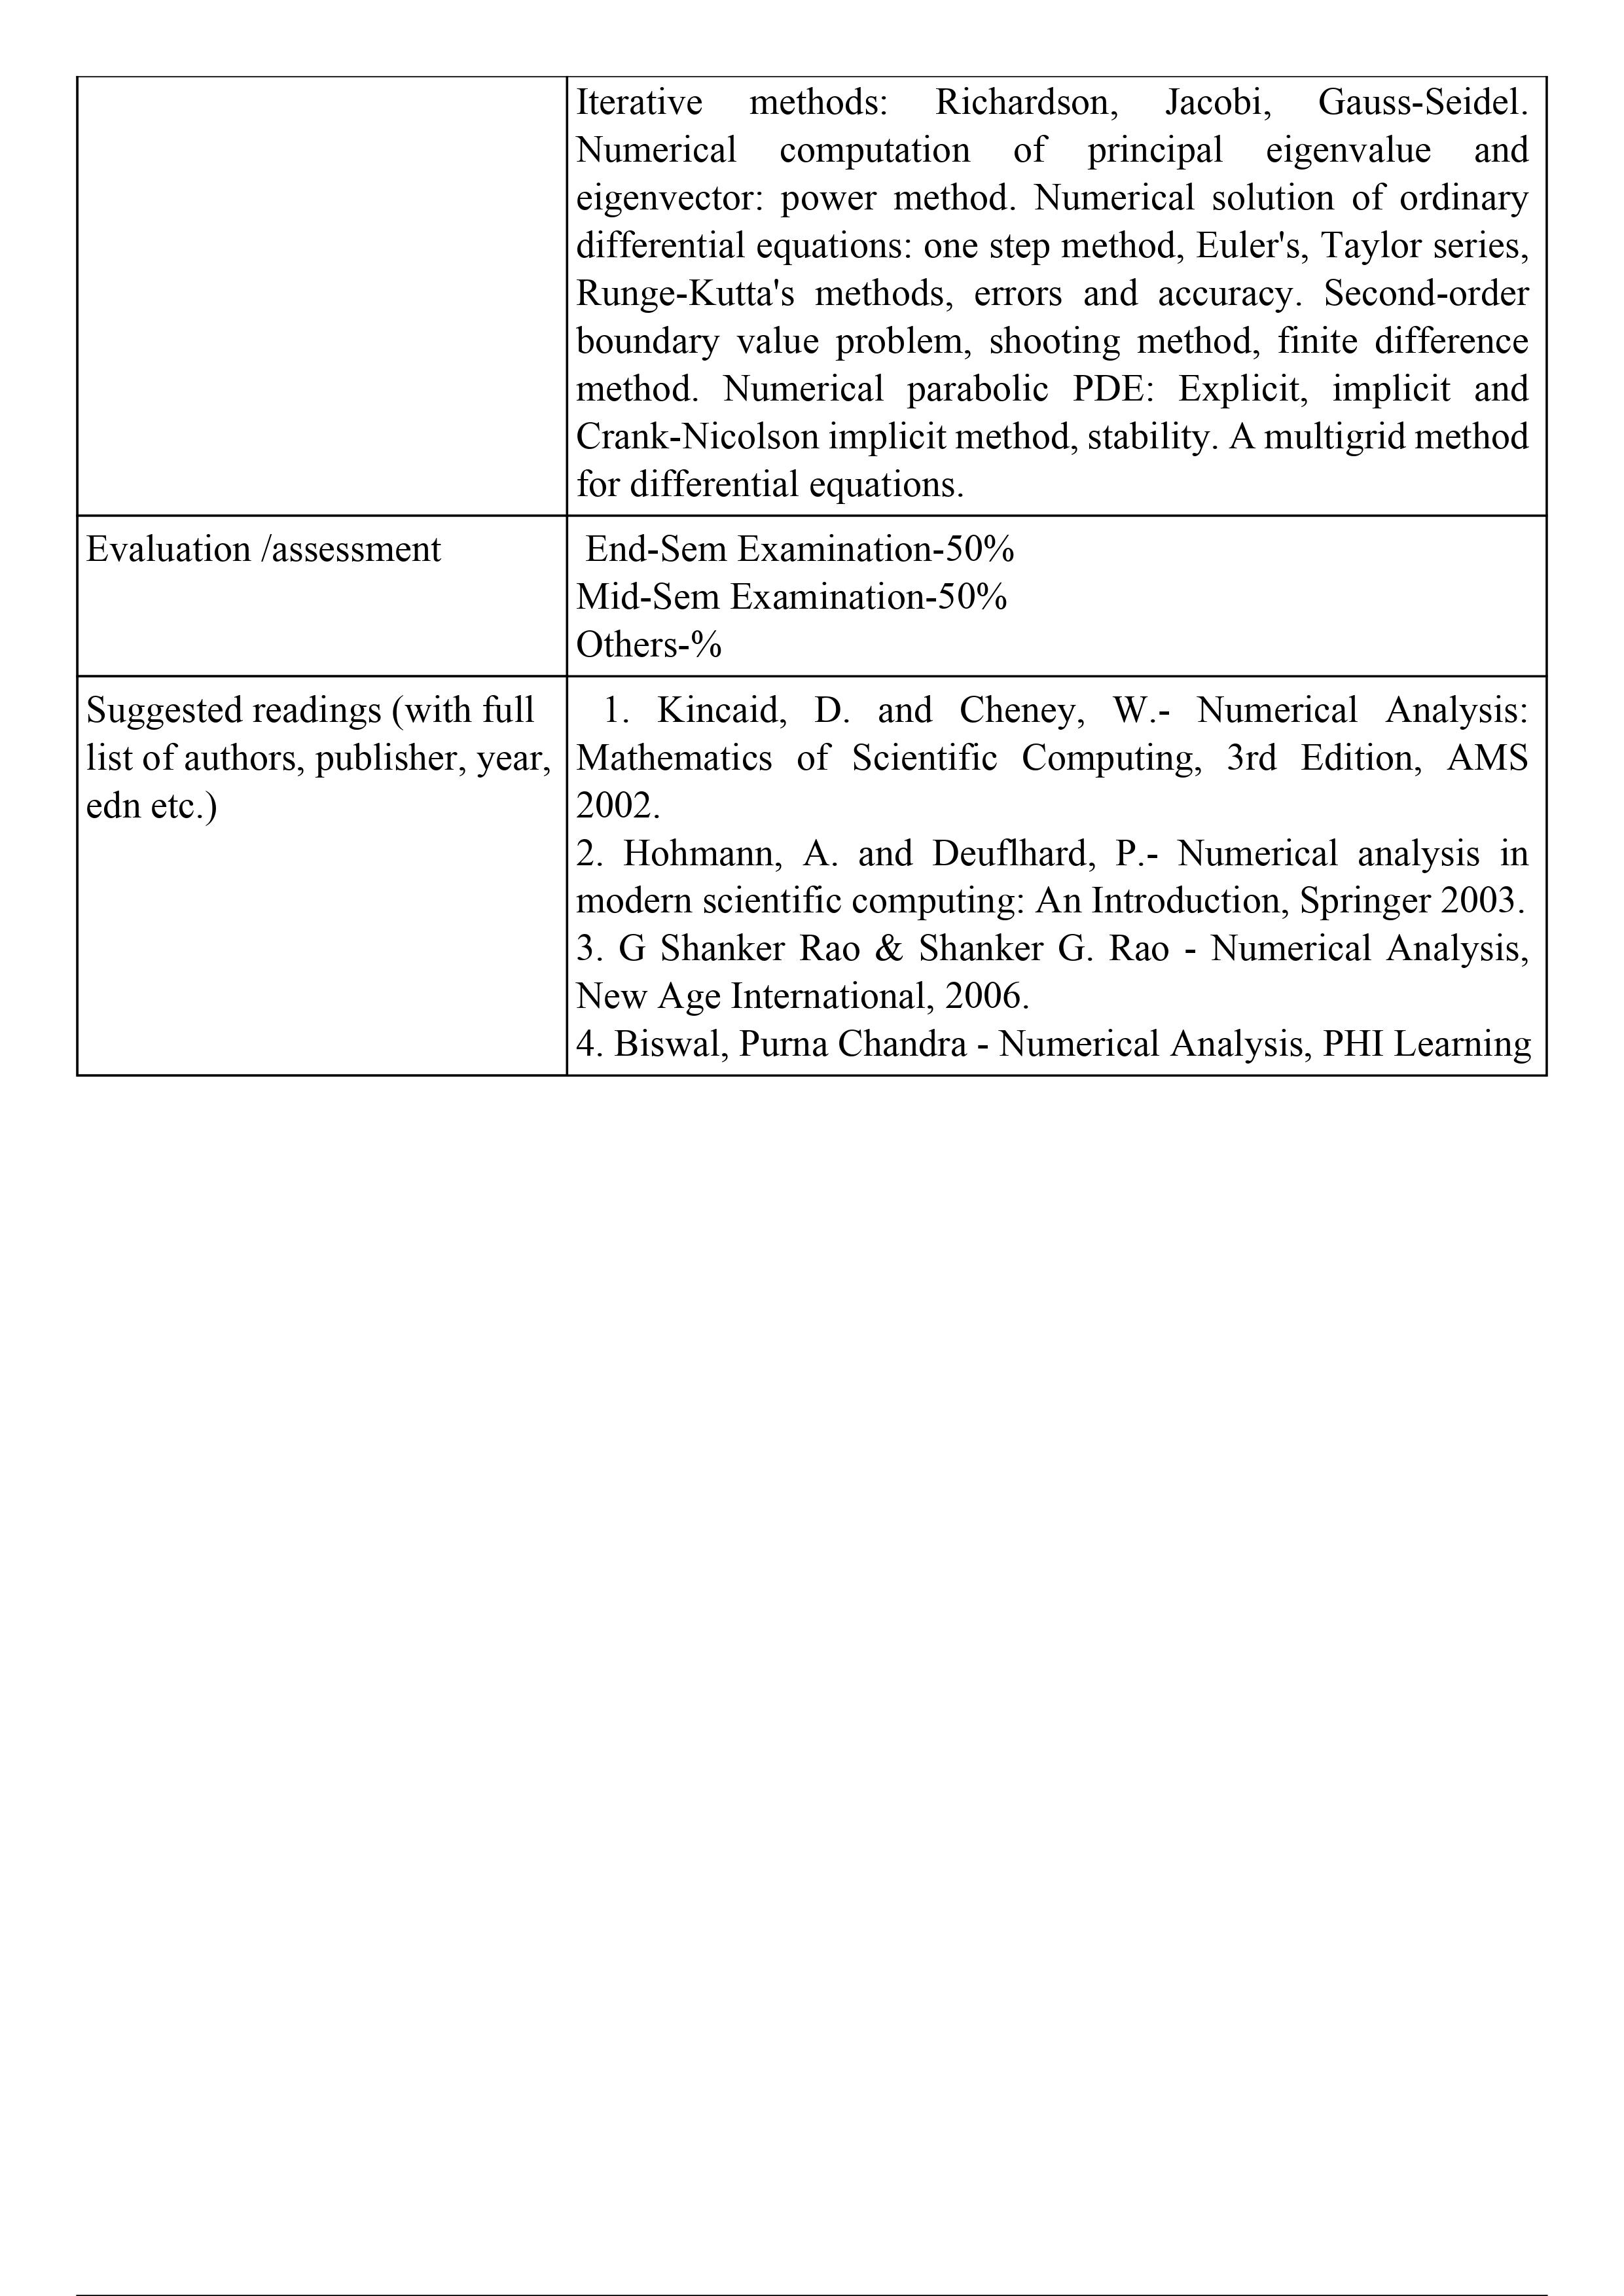 Iterative methods: Richardson, Jacobi, Gauss-Seidel.
Numerical computation of principal eigenvalue and
eigenvector: power method. Numerical solution of ordinary
differential equations: one step method, Euler's, Taylor series,
Runge-Kutta's methods, errors and accuracy. Second-order
boundary value problem, shooting method, finite difference
method. Numerical parabolic PDE: Explicit, implicit and
Crank-Nicolson implicit method, stability. A multigrid method
for differential equations.
Evaluation /assessment
End-Sem Examination-50%
Mid-Sem Examination-50%
Others-%
Suggested readings (with full
list of authors, publisher, year,
edn etc.)
1. Kincaid, D. and Cheney, W.- Numerical Analysis:
Mathematics of Scientific Computing, 3rd Edition, AMS
2002.
2. Hohmann, A. and Deuflhard, P.- Numerical analysis in
modern scientific computing: An Introduction, Springer 2003.
3. G Shanker Rao & Shanker G. Rao - Numerical Analysis,
New Age International, 2006.
4. Biswal, Purna Chandra - Numerical Analysis, PHI Learning